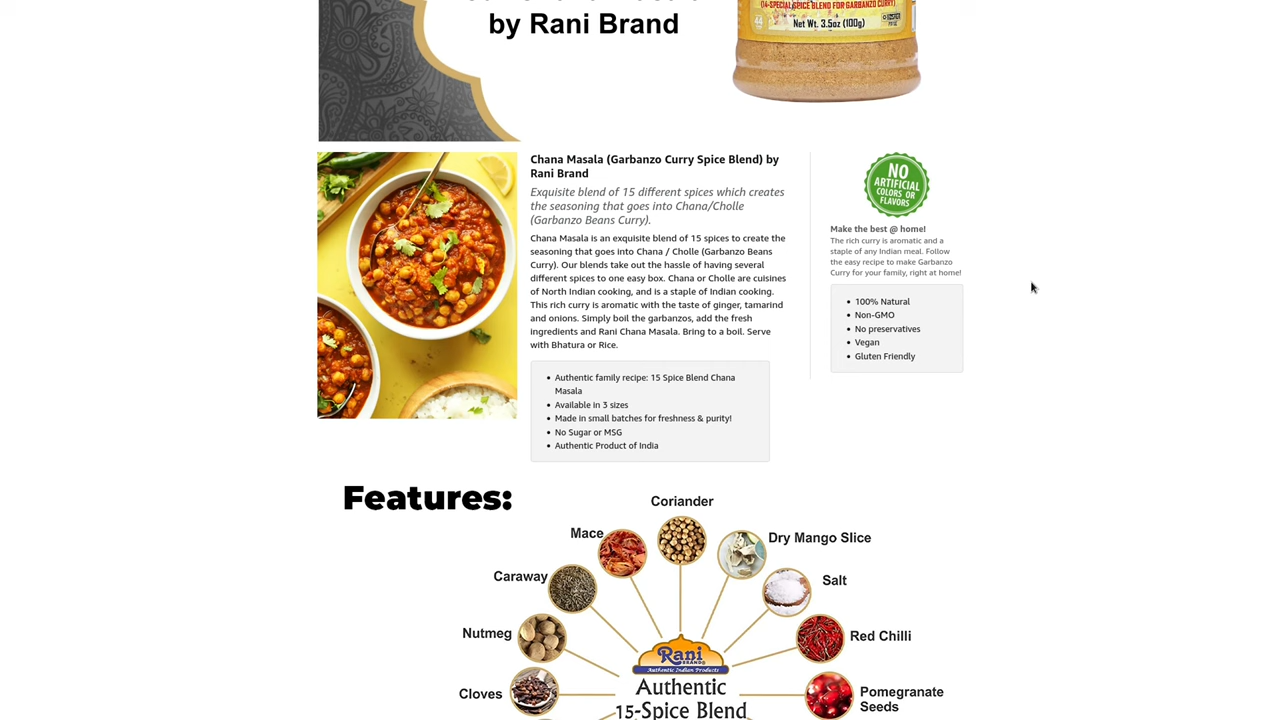 by Rani Brand
(14-SPECIAL SPICE BLEND FOR GARBANZO CURRY)
Net Wt. 3.5oz (100g)
Chana Masala (Garbanzo Curry Spice Blend) by
Rani Brand
Exquisite blend of 15 different spices which creates
the seasoning that goes into Chana/Cholle
(Garbanzo Beans Curry).
Chana Masala is an exquisite blend of 15 spices to create the
seasoning that goes into Chana / Cholle (Garbanzo Beans
Curry). Our blends take out the hassle of having several
different spices to one easy box. Chana or Cholle are cuisines
of North Indian cooking, and is a staple of Indian cooking.
This rich curry is aromatic with the taste of ginger, tamarind
and onions. Simply boil the garbanzos, add the fresh
ingredients and Rani Chana Masala. Bring to a boil. Serve
with Bhatura or Rice.
• Authentic family recipe: 15 Spice Blend Chana
Masala
• Available in 3 sizes
• Made in small batches for freshness & purity!
• No Sugar or MSG
• Authentic Product of India
NO
ARTIFICIAL
COLORS OR
FLAVORS
Make the best @ home!
The rich curry is aromatic and a
staple of any Indian meal. Follow
the easy recipe to make Garbanzo
Curry for your family, right at home!
• 100% Natural
• Non-GMO
• No preservatives
• Vegan
• Gluten Friendly
Features:
Coriander
Mace
Dry Mango Slice
Caraway
Salt
Nutmeg
Red Chilli
Cloves
Pomegranate
Seeds
Rani
BRAND®
Authentic Indian Products
Authentic
15-Spice Blend